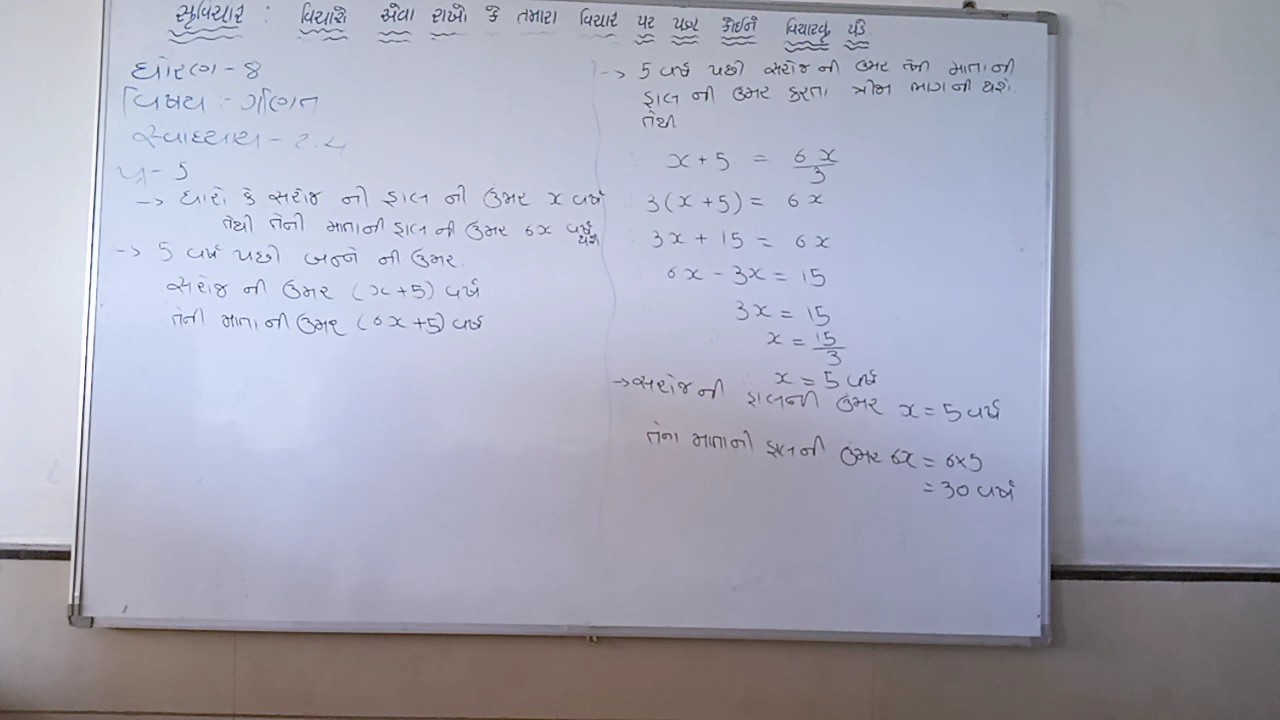 સુવિચાર : વિચારો એવા રાખો કે તમારા વિચાર પર પણ કોઈને વિચારવુ પડે
ધોરણ - 8
વિષય :- ગણિત
સ્વાધ્યાય - 2.4
પ્ર - 5
→ ધારો કે સરોજ ની હાલ ની ઉંમર x વર્ષ
તેથી તેની માતાની હાલ ની ઉંમર 6x વર્ષ થશે
→ 5 વર્ષ પછી બન્ને ની ઉંમર.
સરોજ ની ઉંમર (x+5) વર્ષ
તેની માતા ની ઉંમર (6x+5) વર્ષ
→ 5 વર્ષ પછી સરોજ ની ઉંમર તેની માતાની
હાલ ની ઉંમર કરતા ત્રીજા ભાગ ની થશે.
તેથી
x + 5 = 6x/3
3(x+5) = 6x
3x + 15 = 6x
6x - 3x = 15
3x = 15
x = 15/3
x = 5 વર્ષ
→ સરોજ ની હાલની ઉંમર x = 5 વર્ષ
તેના માતાની હાલની ઉંમર 6x = 6×5
= 30 વર્ષ